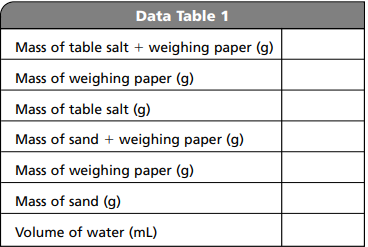 Data Table 1
Mass of table salt + weighing paper (g)
Mass of weighing paper (g)
Mass of table salt (g)
Mass of sand + weighing paper (g)
Mass of weighing paper (g)
Mass of sand (g)
Volume of water (mL)